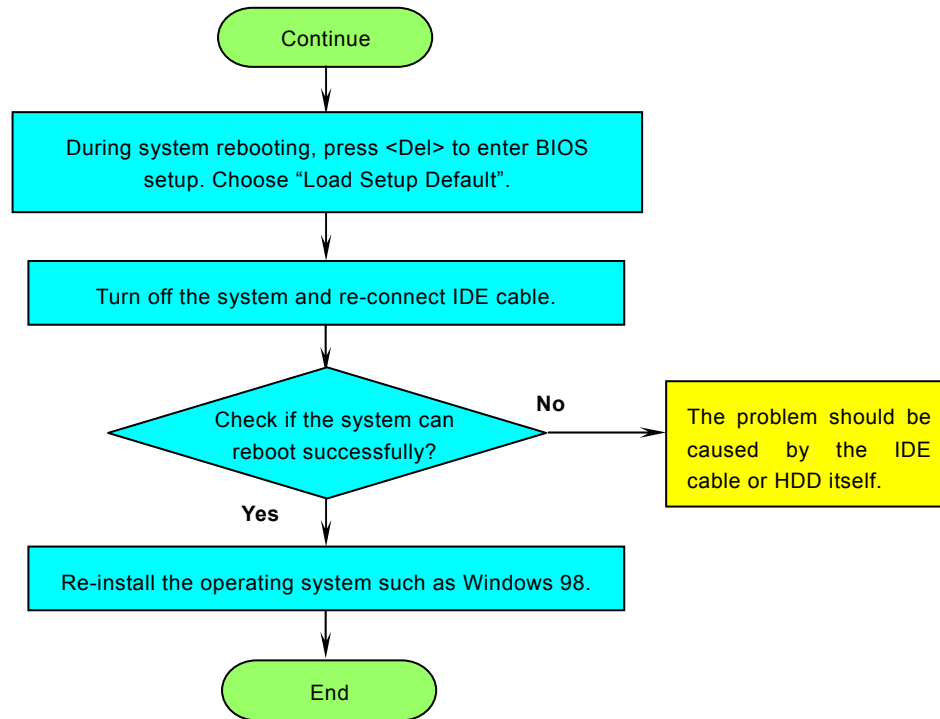 Continue
During system rebooting, press <Del> to enter BIOS
setup. Choose “Load Setup Default”.
Turn off the system and re-connect IDE cable.
Check if the system can
reboot successfully?
No
The problem should be
caused by the IDE
cable or HDD itself.
Yes
Re-install the operating system such as Windows 98.
End